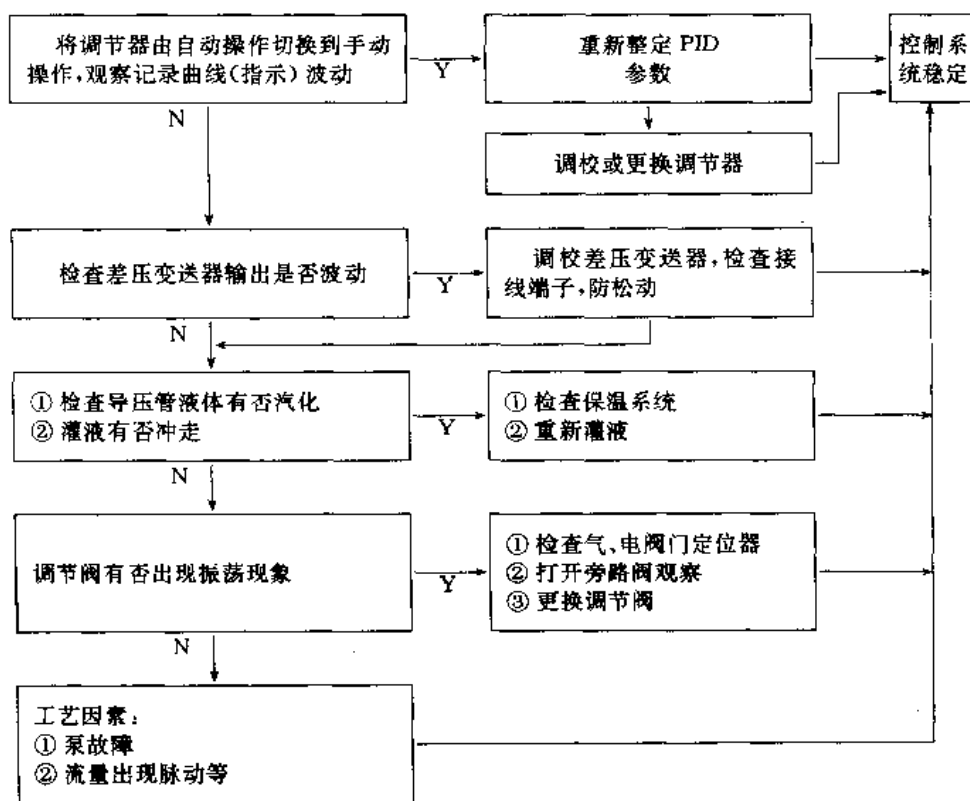 将调节器由自动操作切换到手动
操作,观察记录曲线(指示)波动
Y
重新整定 PID
参数
控制系
统稳定
N
调校或更换调节器
检查差压变送器输出是否波动
Y
调校差压变送器,检查接
线端子,防松动
N
① 检查导压管液体有否汽化
② 灌液有否冲走
Y
① 检查保温系统
② 重新灌液
N
调节阀有否出现振荡现象
Y
① 检查气、电阀门定位器
② 打开旁路阀观察
③ 更换调节阀
N
工艺因素:
① 泵故障
② 流量出现脉动等